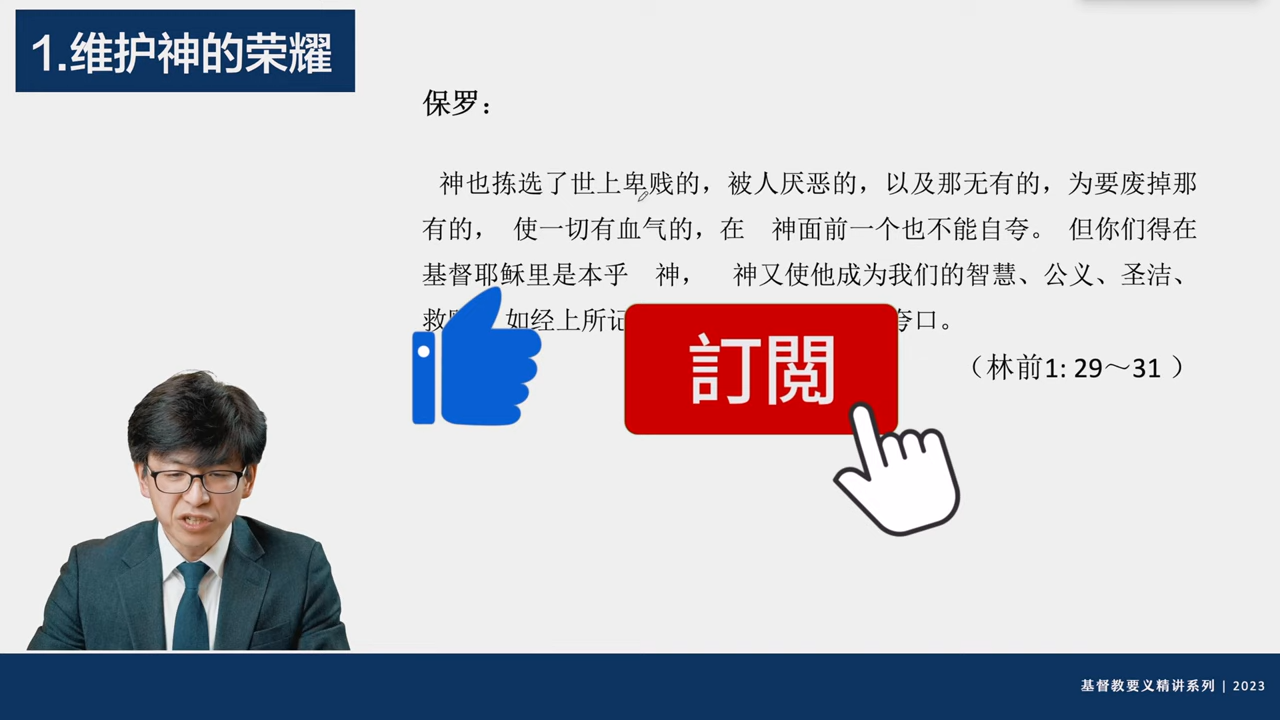 1.维护神的荣耀
保罗：
神也拣选了世上卑贱的，被人厌恶的，以及那无有的，为要废掉那
有的， 使一切有血气的，在 神面前一个也不能自夸。 但你们得在
基督耶稣里是本乎 神， 神又使他成为我们的智慧、公义、圣洁、
救 如经上所记 夸口。
（林前1: 29～31 ）
訂閲
基督教要义精讲系列 | 2023